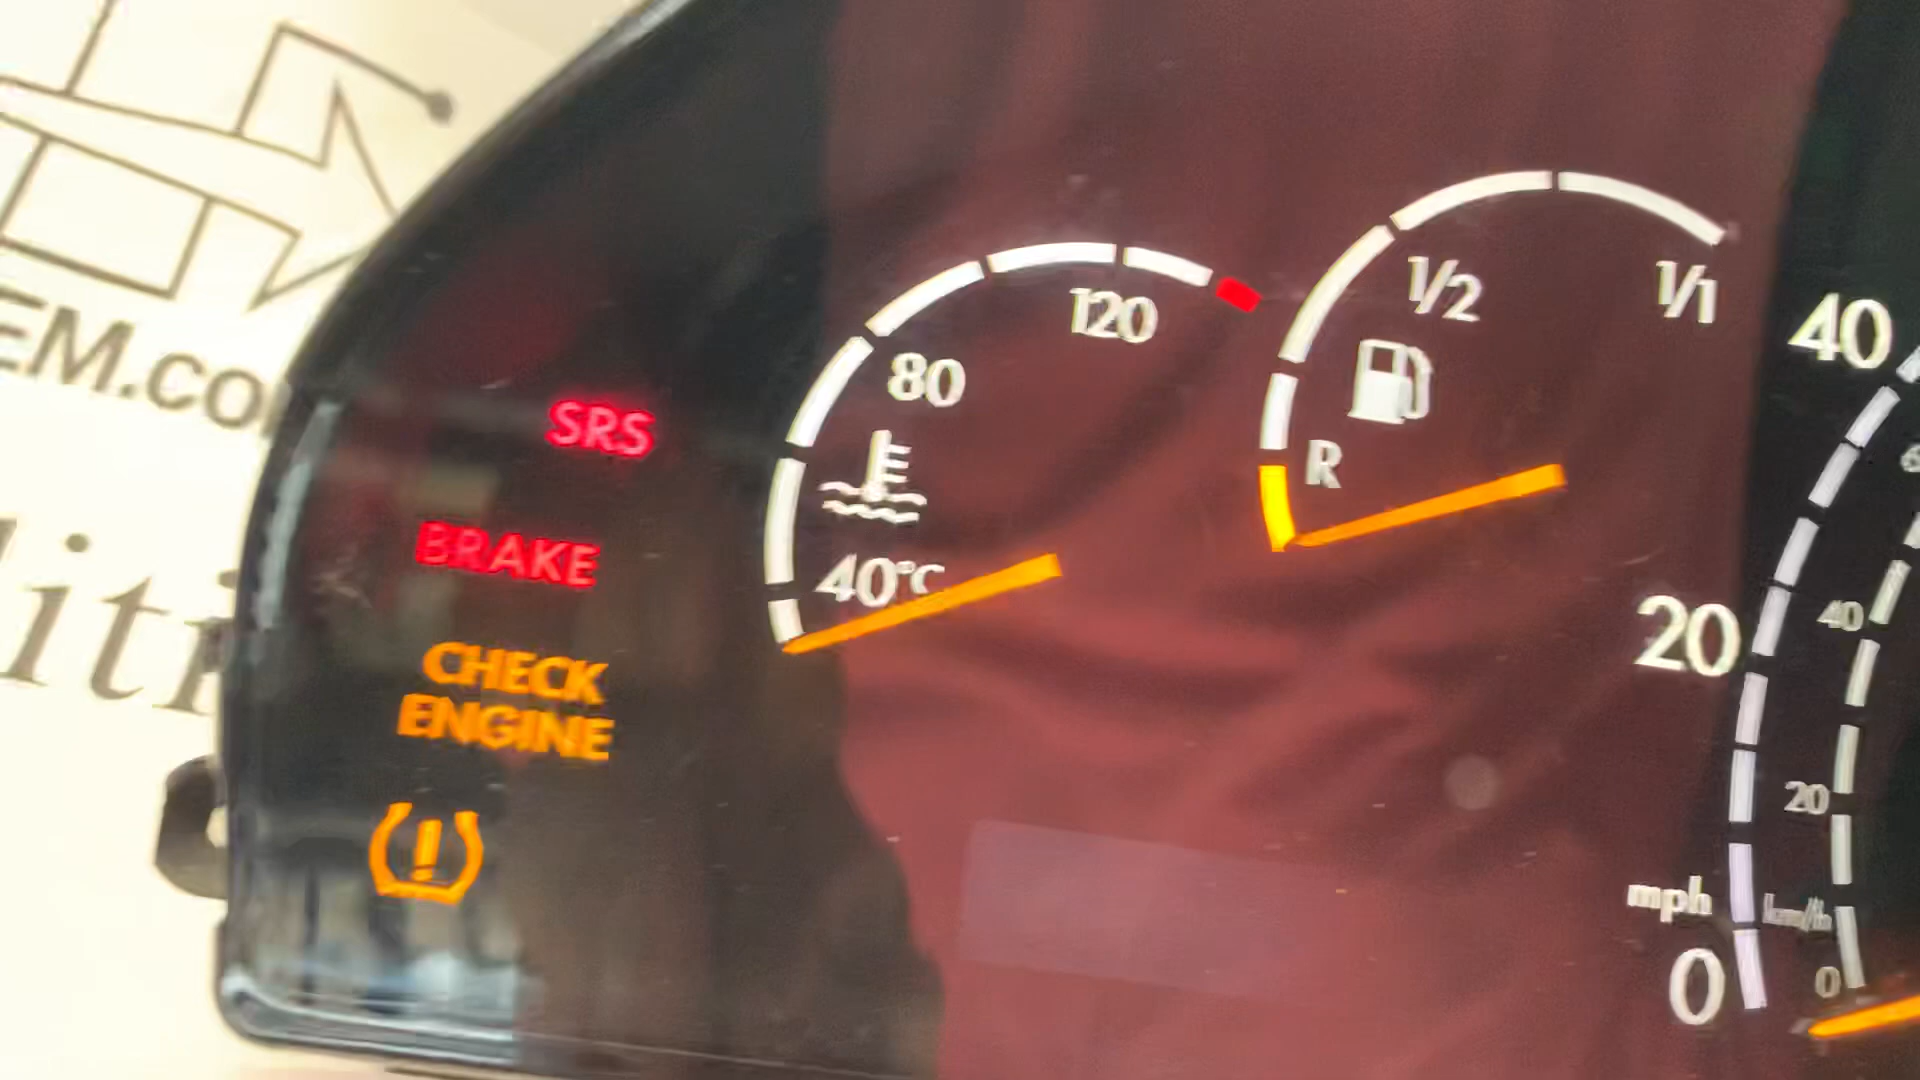 EM.co
SRS
BRAKE
CHECK
ENGINE
40°C
80
120
R
1/2
1/1
mph
0
20
40
km/h
0
20
40